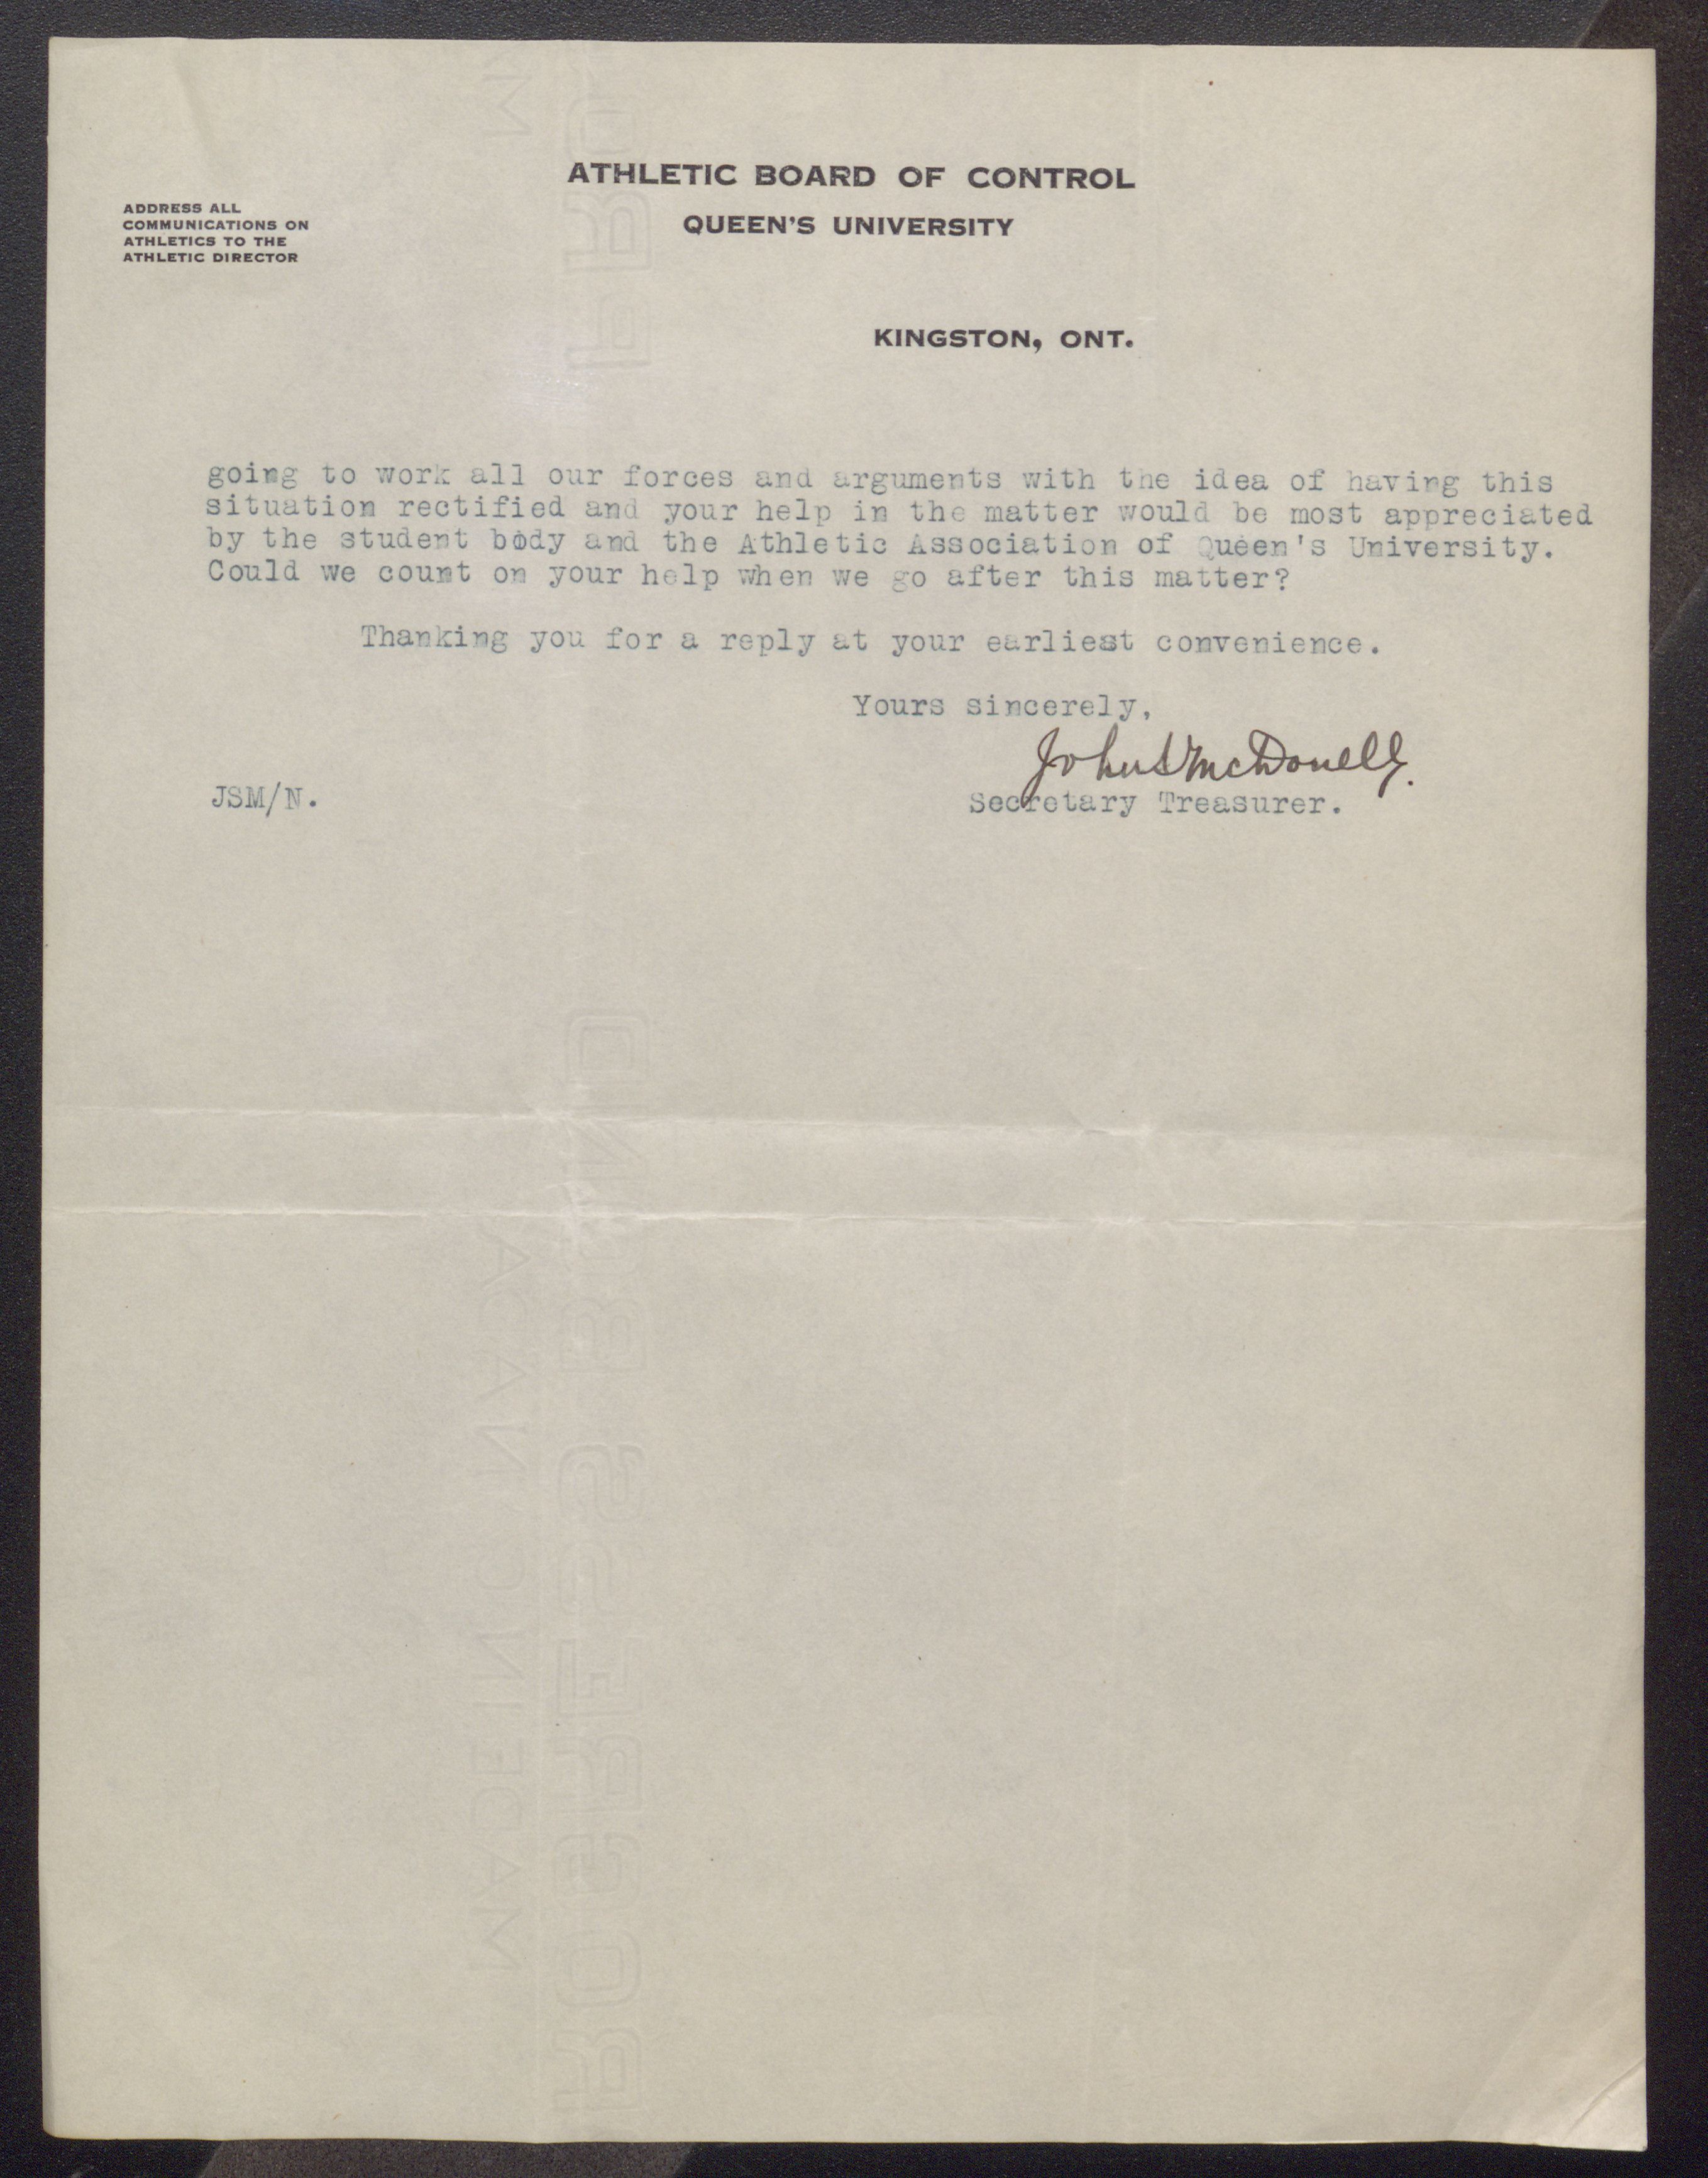 ATHLETIC BOARD OF CONTROL
QUEEN'S UNIVERSITY
ADDRESS ALL
COMMUNICATIONS ON
ATHLETICS TO THE
ATHLETIC DIRECTOR
KINGSTON, ONT.
going to work all our forces and arguments with the idea of having this
situation rectified and your help in the matter would be most appreciated
by the student body and the Athletic Association of Queen's University.
Could we count on your help when we go after this matter?
Thanking you for a reply at your earliest convenience.
Yours sincerely,
John S McDonell
JSM/N.
Secretary Treasurer.